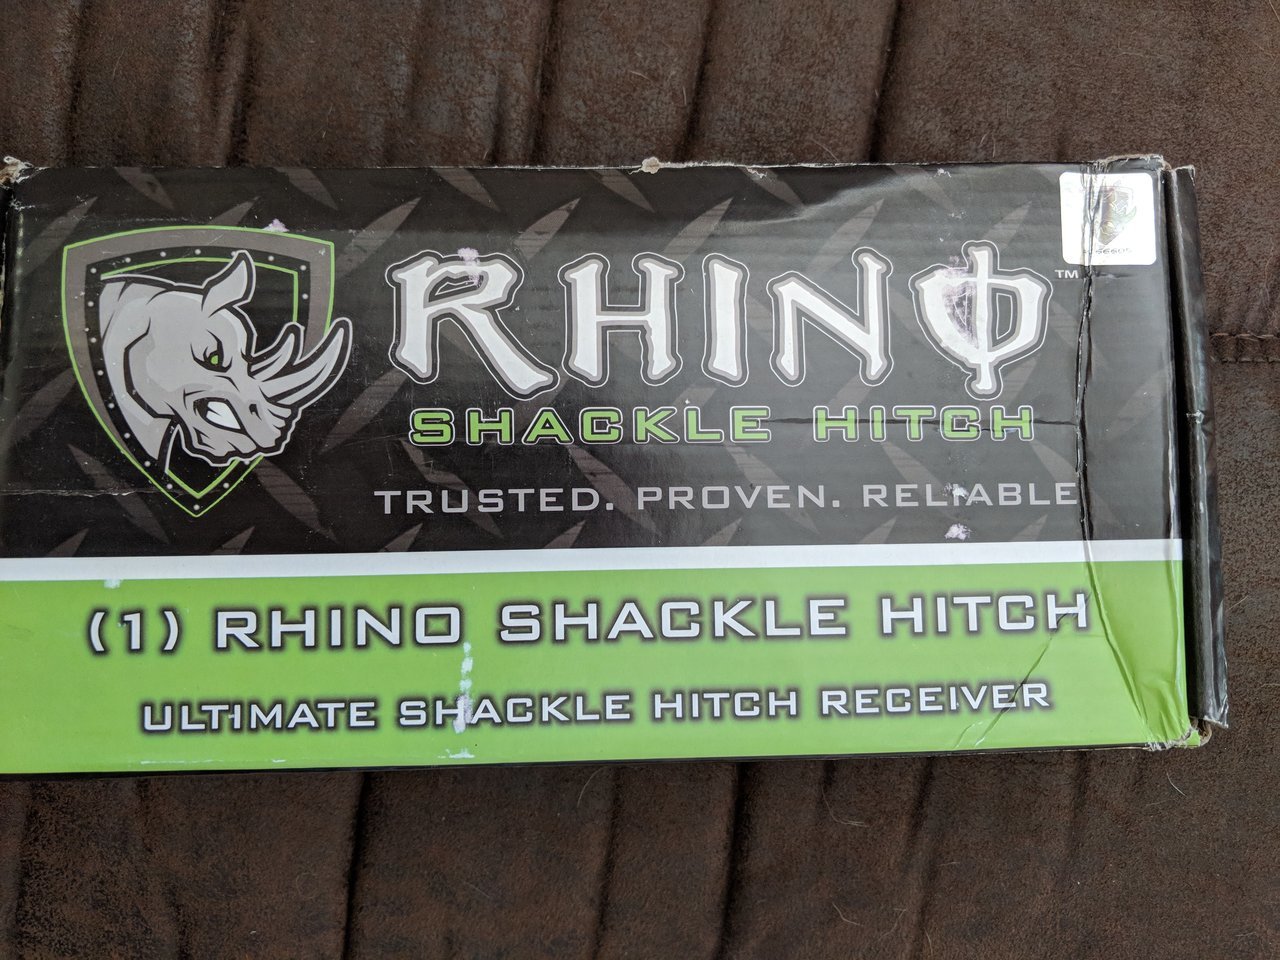 RHINO™
SHACKLE HITCH
TRUSTED. PROVEN. RELIABLE
(1) RHINO SHACKLE HITCH
ULTIMATE SHACKLE HITCH RECEIVER